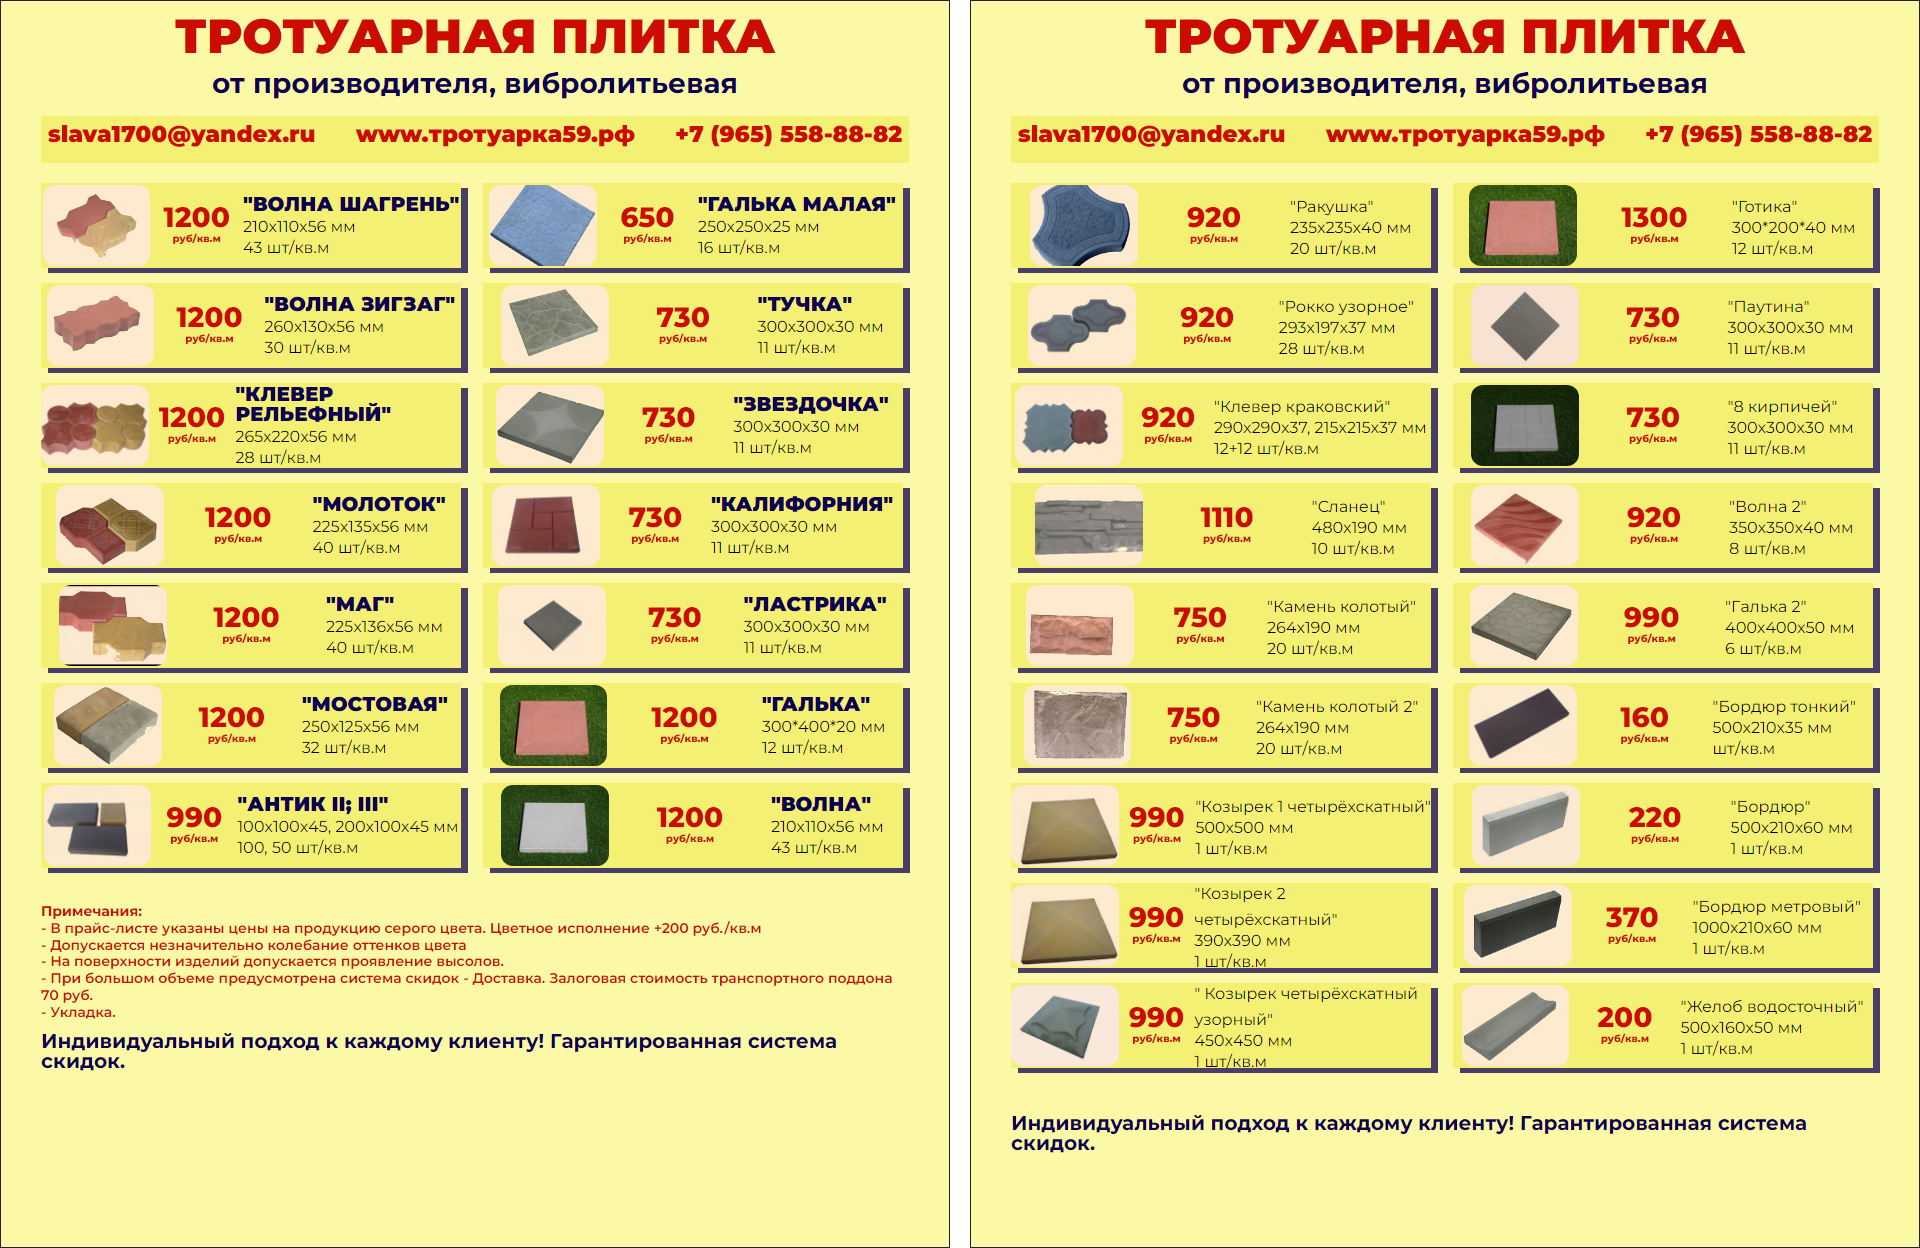 ТРОТУАРНАЯ ПЛИТКА
от производителя, вибролитьевая
slava1700@yandex.ru www.тротуарка59.рф +7 (965) 558-88-82
1200
руб/кв.м
"ВОЛНА ШАГРЕНЬ"
210х110х56 мм
43 шт/кв.м
650
руб/кв.м
"ГАЛЬКА МАЛАЯ"
250х250х25 мм
16 шт/кв.м
1200
руб/кв.м
"ВОЛНА ЗИГЗАГ"
260х130х56 мм
30 шт/кв.м
730
руб/кв.м
"ТУЧКА"
300х300х30 мм
11 шт/кв.м
1200
руб/кв.м
"КЛЕВЕР
РЕЛЬЕФНЫЙ"
265х220х56 мм
28 шт/кв.м
730
руб/кв.м
"ЗВЕЗДОЧКА"
300х300х30 мм
11 шт/кв.м
1200
руб/кв.м
"МОЛОТОК"
225х135х56 мм
40 шт/кв.м
730
руб/кв.м
"КАЛИФОРНИЯ"
300х300х30 мм
11 шт/кв.м
1200
руб/кв.м
"МАГ"
225х136х56 мм
40 шт/кв.м
730
руб/кв.м
"ЛАСТРИКА"
300х300х30 мм
11 шт/кв.м
1200
руб/кв.м
"МОСТОВАЯ"
250х125х56 мм
32 шт/кв.м
1200
руб/кв.м
"ГАЛЬКА"
300*400*20 мм
12 шт/кв.м
990
руб/кв.м
"АНТИК II; III"
100х100х45, 200х100х45 мм
100, 50 шт/кв.м
1200
руб/кв.м
"ВОЛНА"
210х110х56 мм
43 шт/кв.м
Примечания:
- В прайс-листе указаны цены на продукцию серого цвета. Цветное исполнение +200 руб./кв.м
- Допускается незначительно колебание оттенков цвета
- На поверхности изделий допускается проявление высолов.
- При большом объеме предусмотрена система скидок - Доставка. Залоговая стоимость транспортного поддона
70 руб.
- Укладка.
Индивидуальный подход к каждому клиенту! Гарантированная система
скидок.
ТРОТУАРНАЯ ПЛИТКА
от производителя, вибролитьевая
slava1700@yandex.ru www.тротуарка59.рф +7 (965) 558-88-82
920
руб/кв.м
"Ракушка"
235х235х40 мм
20 шт/кв.м
1300
руб/кв.м
"Готика"
300*200*40 мм
12 шт/кв.м
920
руб/кв.м
"Рокко узорное"
293х197х37 мм
28 шт/кв.м
730
руб/кв.м
"Паутина"
300х300х30 мм
11 шт/кв.м
920
руб/кв.м
"Клевер краковский"
290х290х37, 215х215х37 мм
12+12 шт/кв.м
730
руб/кв.м
"8 кирпичей"
300х300х30 мм
11 шт/кв.м
1110
руб/кв.м
"Сланец"
480х190 мм
10 шт/кв.м
920
руб/кв.м
"Волна 2"
350х350х40 мм
8 шт/кв.м
750
руб/кв.м
"Камень колотый"
264х190 мм
20 шт/кв.м
990
руб/кв.м
"Галька 2"
400х400х50 мм
6 шт/кв.м
750
руб/кв.м
"Камень колотый 2"
264х190 мм
20 шт/кв.м
160
руб/кв.м
"Бордюр тонкий"
500х210х35 мм
шт/кв.м
990
руб/кв.м
"Козырек 1 четырёхскатный"
500х500 мм
1 шт/кв.м
220
руб/кв.м
"Бордюр"
500х210х60 мм
1 шт/кв.м
990
руб/кв.м
"Козырек 2
четырёхскатный"
390х390 мм
1 шт/кв.м
370
руб/кв.м
"Бордюр метровый"
1000х210х60 мм
1 шт/кв.м
990
руб/кв.м
" Козырек четырёхскатный
узорный"
450х450 мм
1 шт/кв.м
200
руб/кв.м
"Желоб водосточный"
500х160х50 мм
1 шт/кв.м
Индивидуальный подход к каждому клиенту! Гарантированная система
скидок.